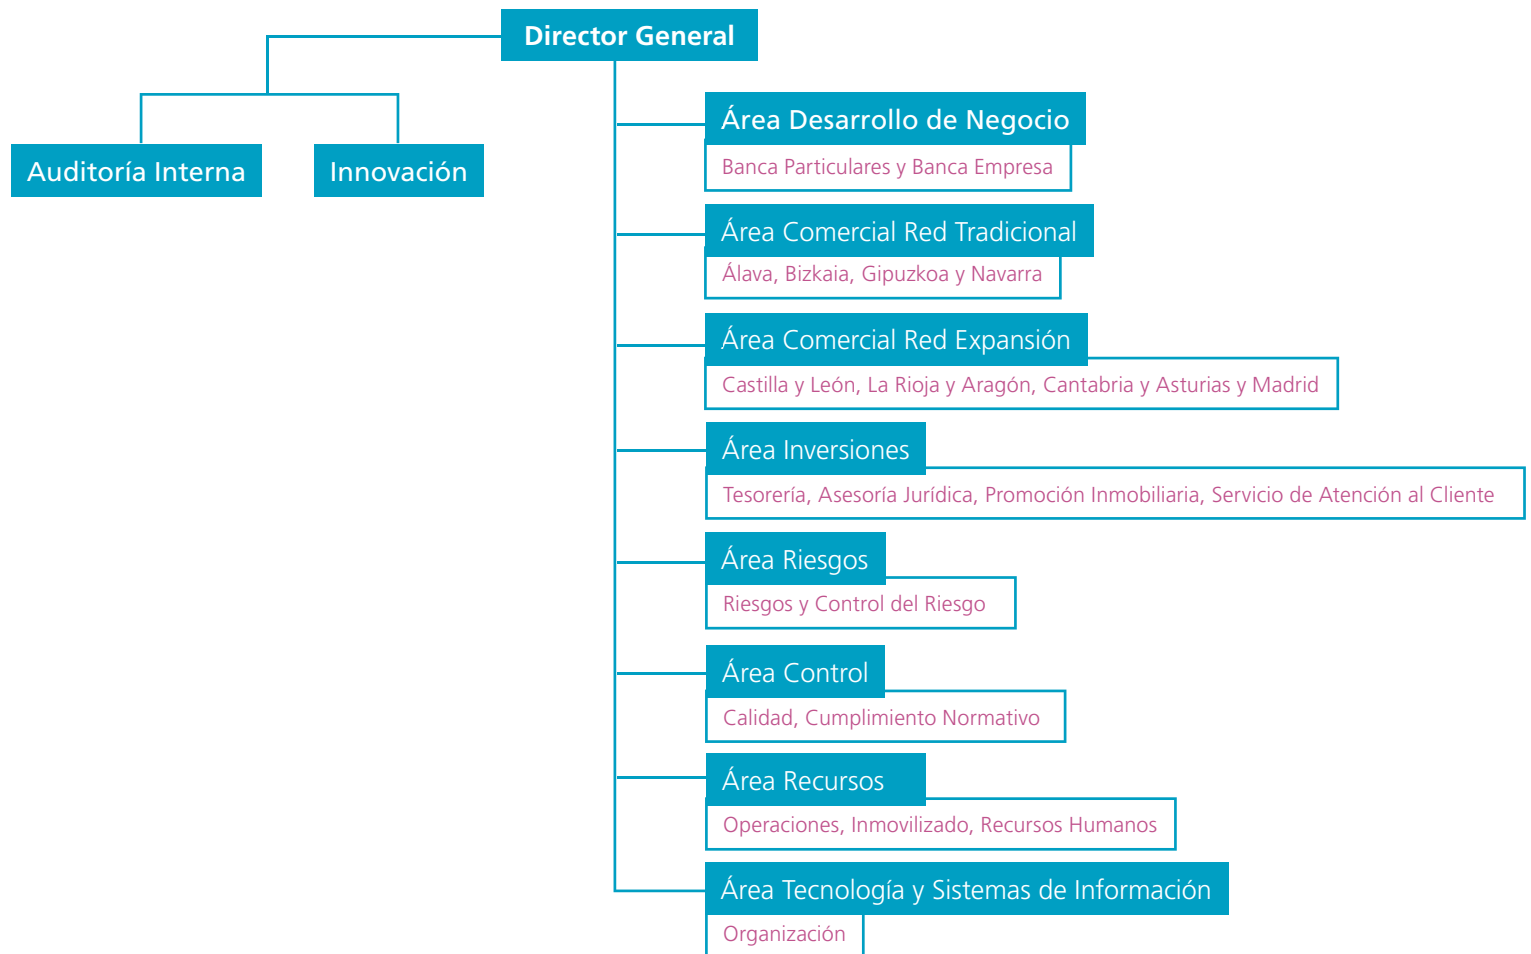 Director General
Auditoría Interna
Innovación
Área Desarrollo de Negocio
Banca Particulares y Banca Empresa
Área Comercial Red Tradicional
Álava, Bizkaia, Gipuzkoa y Navarra
Área Comercial Red Expansión
Castilla y León, La Rioja y Aragón, Cantabria y Asturias y Madrid
Área Inversiones
Tesorería, Asesoría Jurídica, Promoción Inmobiliaria, Servicio de Atención al Cliente
Área Riesgos
Riesgos y Control del Riesgo
Área Control
Calidad, Cumplimiento Normativo
Área Recursos
Operaciones, Inmovilizado, Recursos Humanos
Área Tecnología y Sistemas de Información
Organización